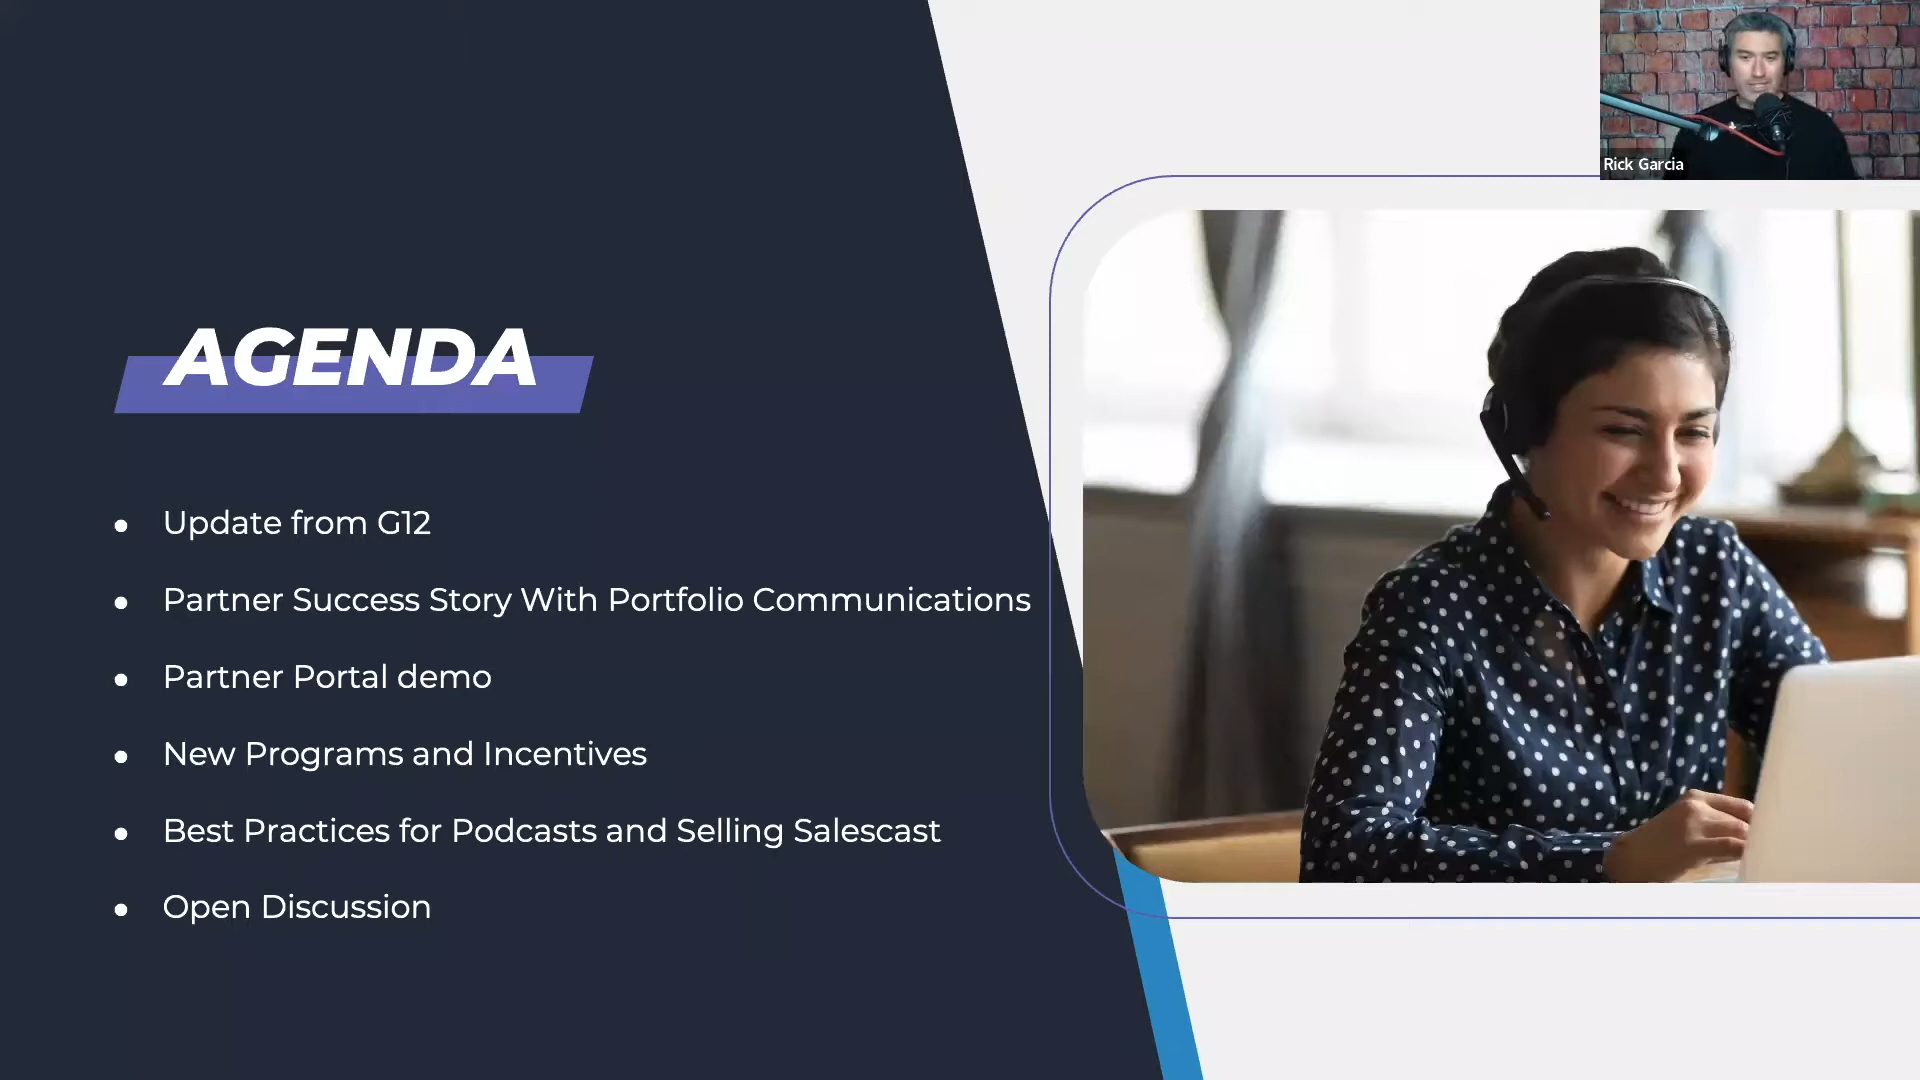 Rick Garcia
AGENDA
Update from G12
Partner Success Story With Portfolio Communications
Partner Portal demo
New Programs and Incentives
Best Practices for Podcasts and Selling Salescast
Open Discussion